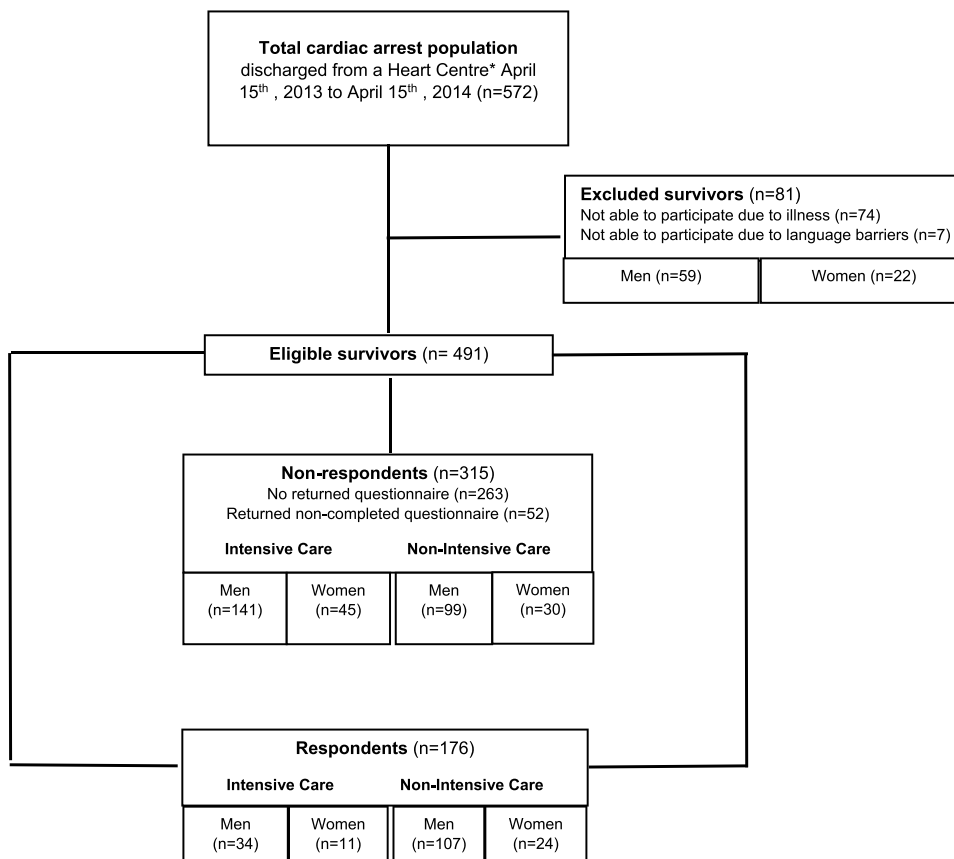 Total cardiac arrest population
discharged from a Heart Centre* April
15th , 2013 to April 15th , 2014 (n=572)
Excluded survivors (n=81)
Not able to participate due to illness (n=74)
Not able to participate due to language barriers (n=7)
Men (n=59) Women (n=22)
Eligible survivors (n= 491)
Non-respondents (n=315)
No returned questionnaire (n=263)
Returned non-completed questionnaire (n=52)
Intensive Care Non-Intensive Care
Men Women Men Women
(n=141) (n=45) (n=99) (n=30)
Respondents (n=176)
Intensive Care Non-Intensive Care
Men Women Men Women
(n=34) (n=11) (n=107) (n=24)